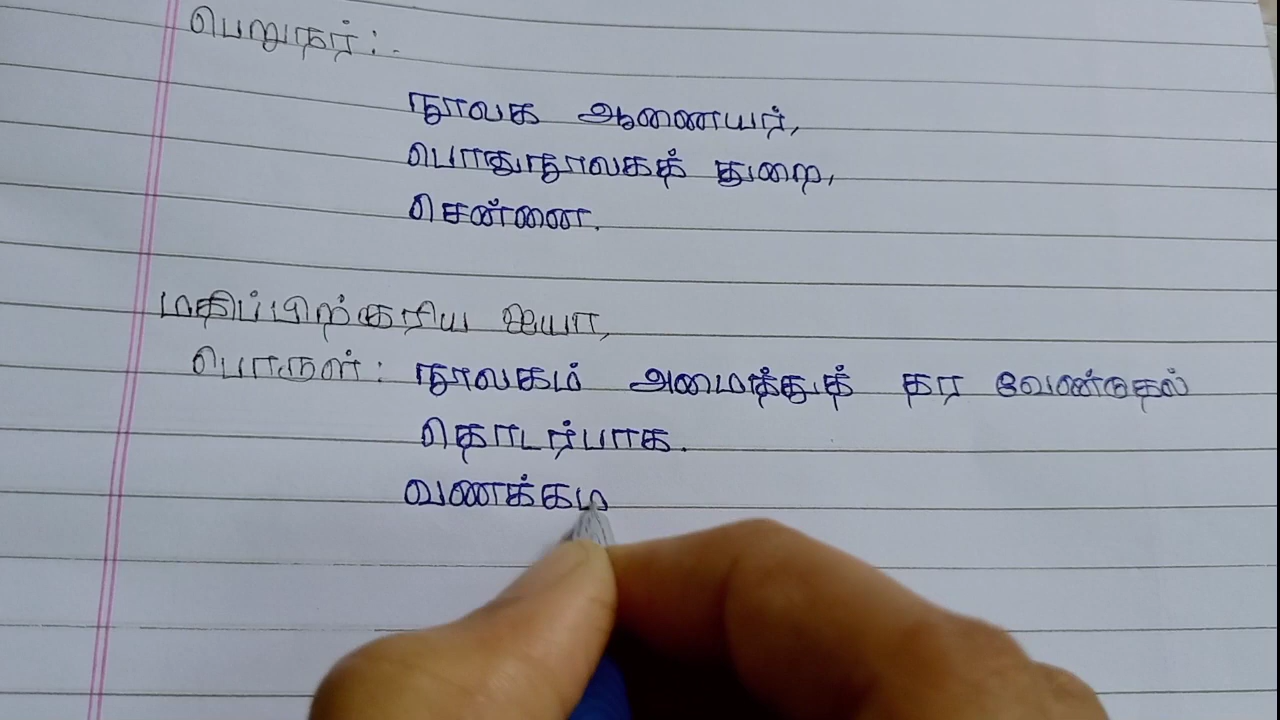 பெறுநர்:-
நூலக ஆணையர்,
பொதுநூலகத் துறை,
சென்னை.
மதிப்பிற்குரிய ஐயா,
பொருள்: நூலகம் அமைத்துத் தர வேண்டுதல்
தொடர்பாக.
வணக்கம